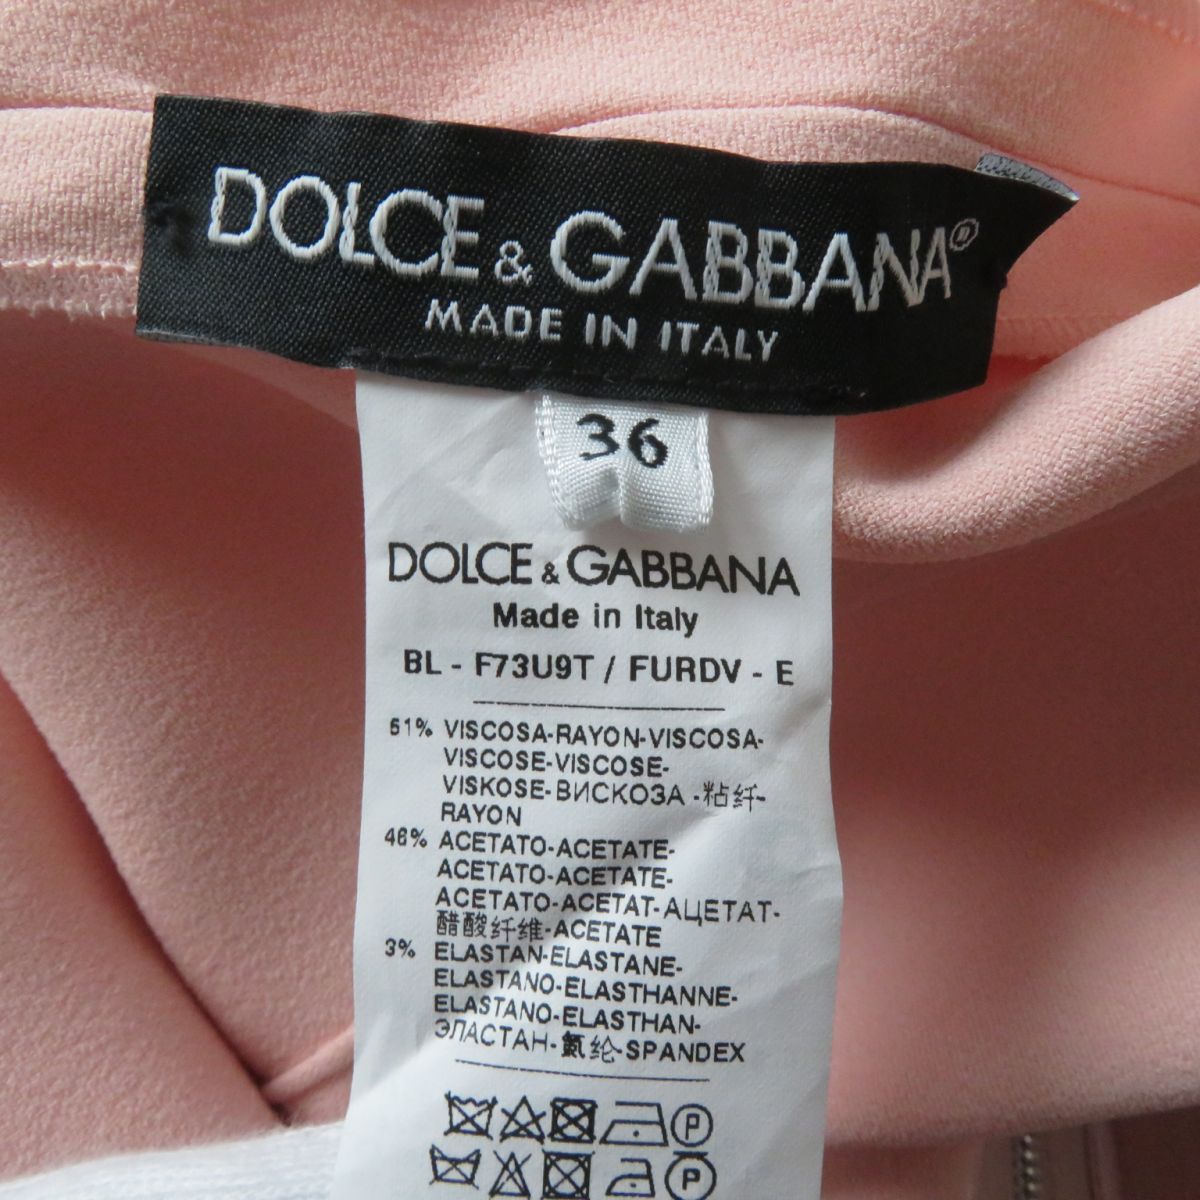 DOLCE & GABBANA®
MADE IN ITALY
36
DOLCE & GABBANA
Made in Italy
BL - F73U9T / FURDV - E
51% VISCOSA-RAYON-VISCOSA-
VISCOSE-VISCOSE-
VISKOSE-ВИСКОЗА -粘纤-
RAYON
46% ACETATO-ACETATE-
ACETATO-ACETATE-
ACETATO-ACETAT-АЦЕТАТ-
醋酸纤维-ACETATE
3% ELASTAN-ELASTANE-
ELASTANO-ELASTHANNE-
ELASTANO-ELASTHAN-
ЭЛАСТАН-氨纶-SPANDEX
P
P